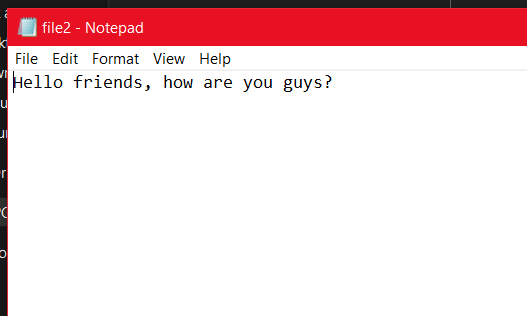 file2 - Notepad
File Edit Format View Help
Hello friends, how are you guys?